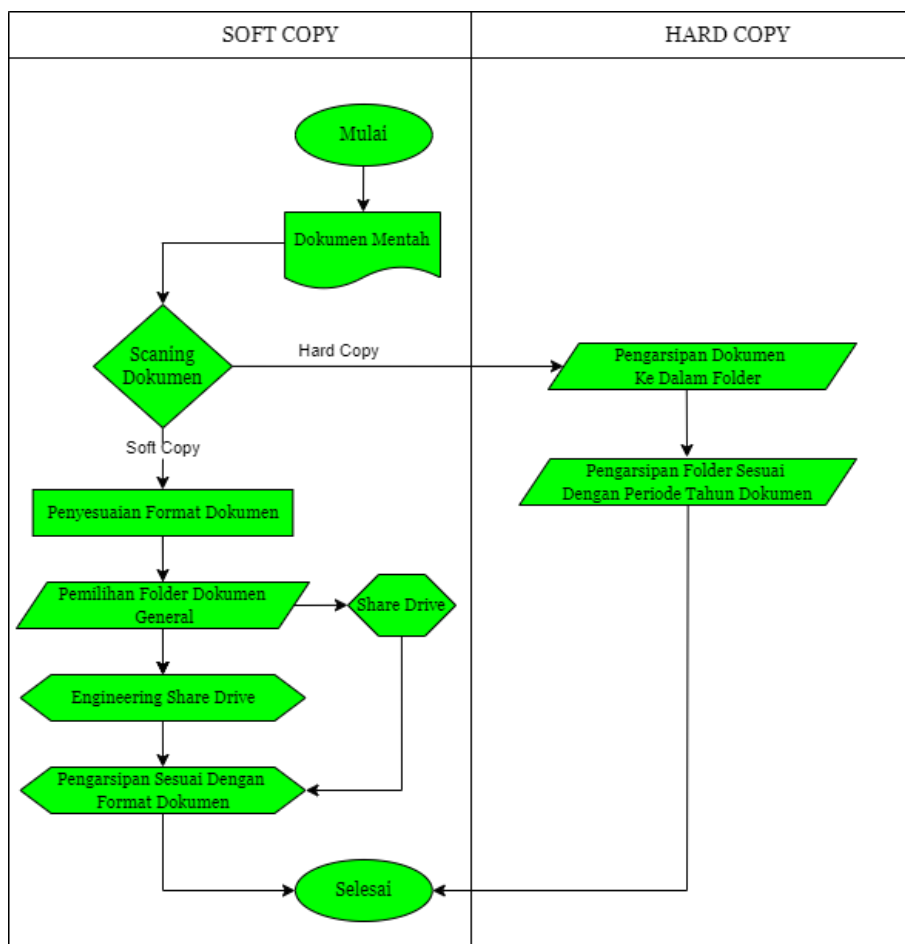 SOFT COPY
HARD COPY
Mulai
Dokumen Mentah
Scaning
Dokumen
Hard Copy
Pengarsipan Dokumen
Ke Dalam Folder
Soft Copy
Pengarsipan Folder Sesuai
Dengan Periode Tahun Dokumen
Penyesuaian Format Dokumen
Pemilihan Folder Dokumen
General
Share Drive
Engineering Share Drive
Pengarsipan Sesuai Dengan
Format Dokumen
Selesai